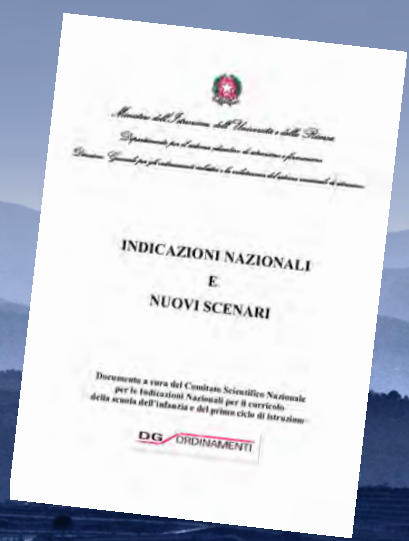 Ministero dell'Istruzione, dell'Università e della Ricerca
Dipartimento per il sistema educativo di istruzione e formazione
Direzione Generale per gli ordinamenti scolastici e la valutazione del sistema nazionale di istruzione
INDICAZIONI NAZIONALI
E
NUOVI SCENARI
Documento a cura del Comitato Scientifico Nazionale
per le Indicazioni Nazionali per il curricolo
della scuola dell'infanzia e del primo ciclo di istruzione
DG ORDINAMENTI